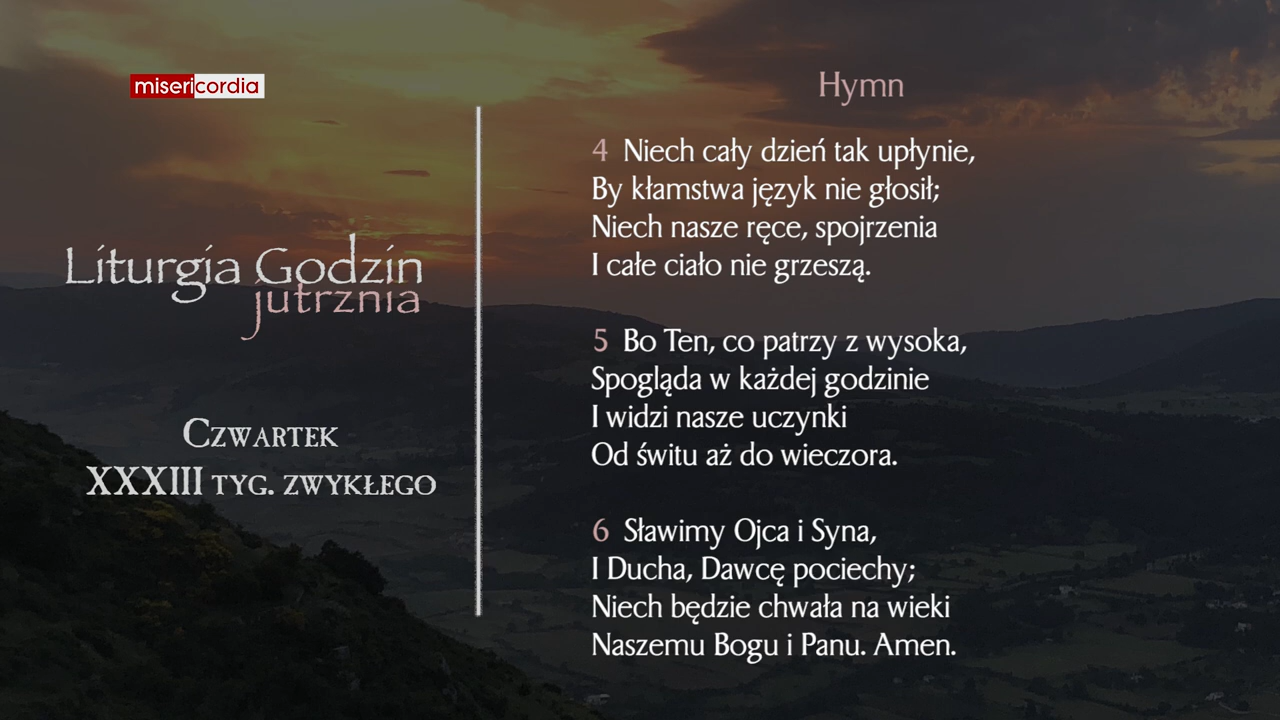 misericordia
Liturgia Godzin
jutrznia
Czwartek
XXXIII tyg. zwykłego
Hymn
4 Niech cały dzień tak upłynie,
By kłamstwa język nie głosił;
Niech nasze ręce, spojrzenia
I całe ciało nie grzeszą.
5 Bo Ten, co patrzy z wysoka,
Spogląda w każdej godzinie
I widzi nasze uczynki
Od świtu aż do wieczora.
6 Sławimy Ojca i Syna,
I Ducha, Dawcę pociechy;
Niech będzie chwała na wieki
Naszemu Bogu i Panu. Amen.